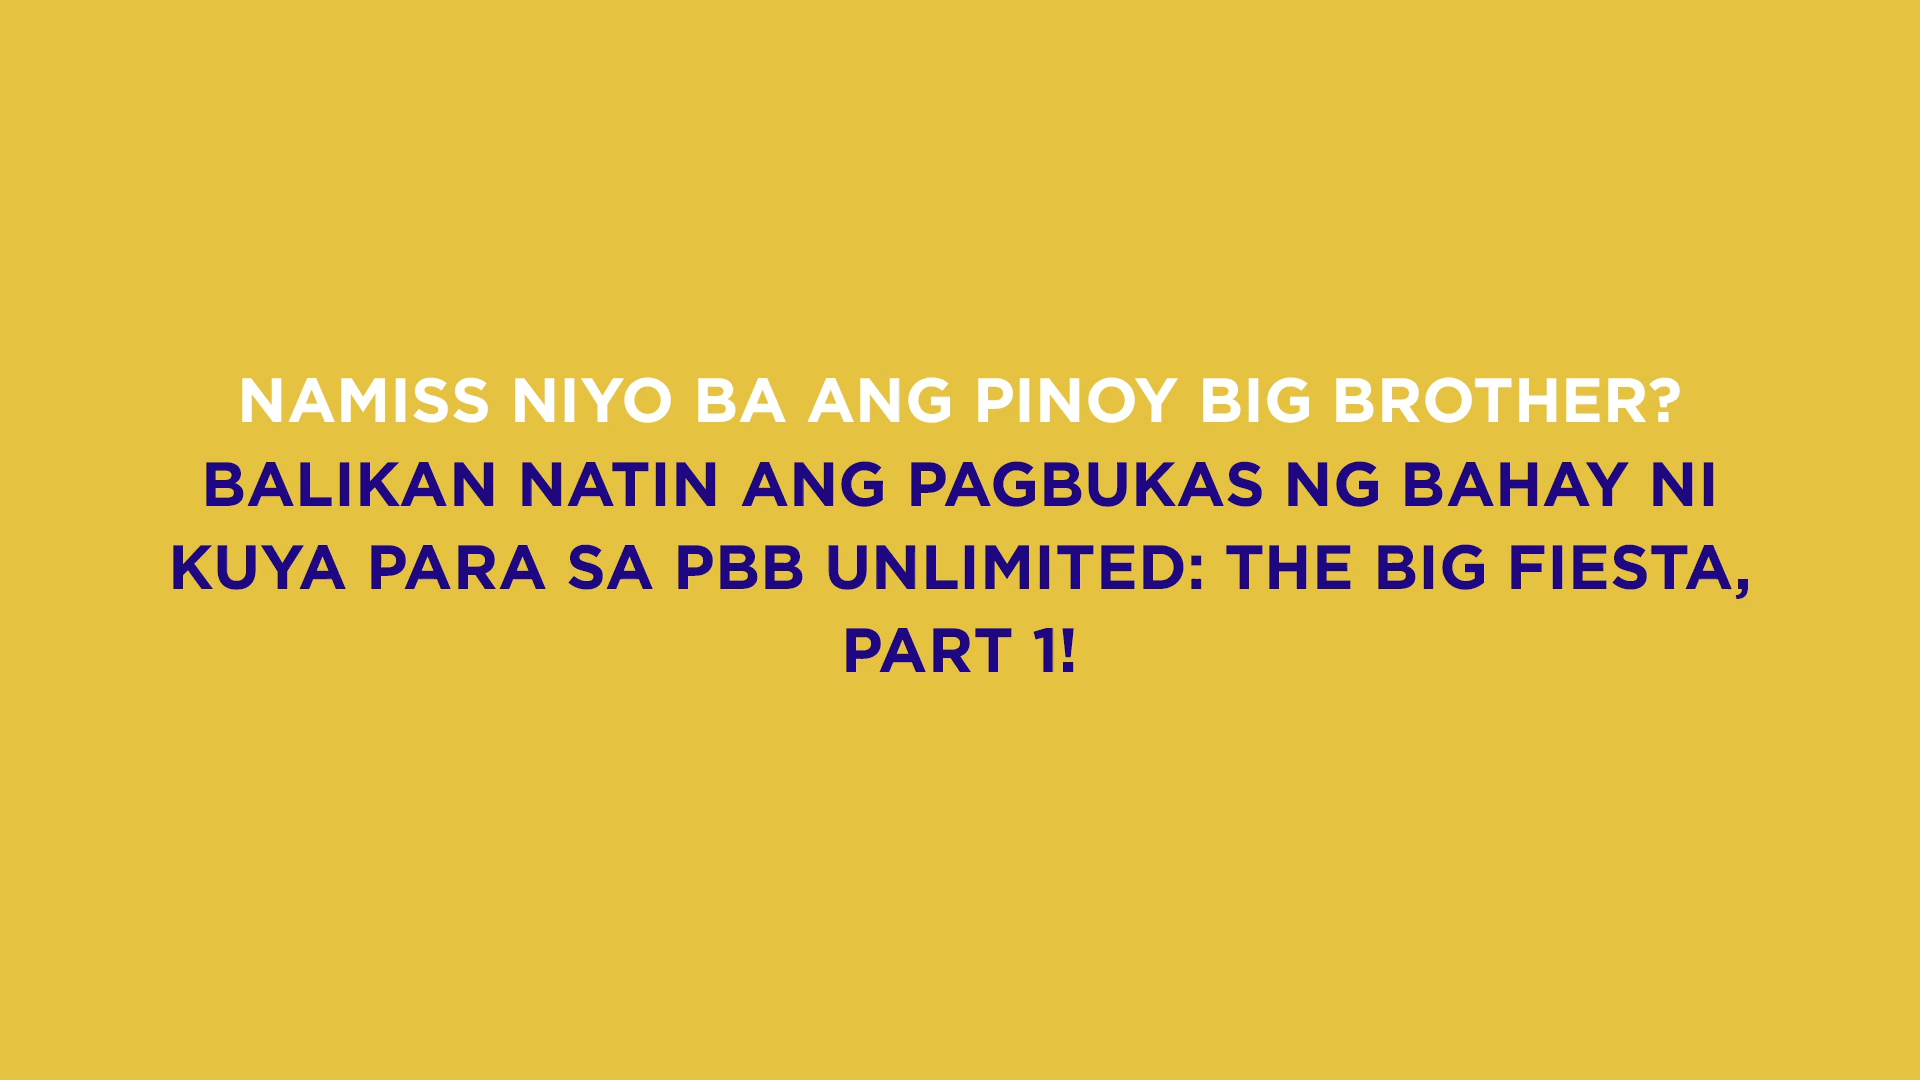 NAMISS NIYO BA ANG PINOY BIG BROTHER?
BALIKAN NATIN ANG PAGBUKAS NG BAHAY NI
KUYA PARA SA PBB UNLIMITED: THE BIG FIESTA,
PART 1!